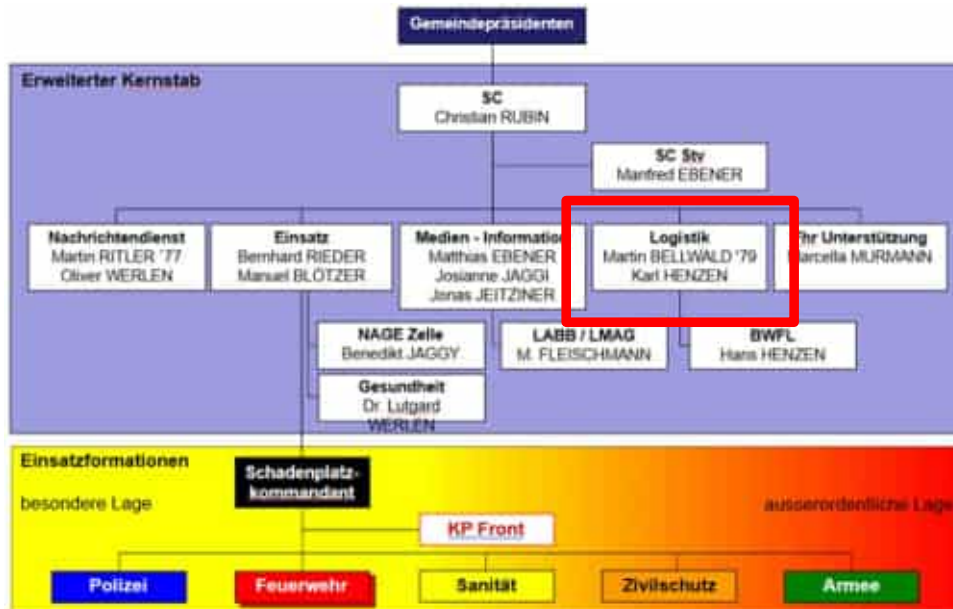 Gemeindepräsidenten
Erweiterter Kernstab
SC
Christian RUBIN
SC Stv
Manfred EBENER
Nachrichtendienst
Martin RITLER '77
Oliver WERLEN
Einsatz
Bernhard RIEDER
Manuel BLÖTZER
Medien - Information
Matthias EBENER
Josianne JAGGI
Jonas JEITZINER
Logistik
Martin BELLWALD '79
Karl HENZEN
Unterstützung
Marcella MURMANN
NAGE Zelle
Benedikt JAGGY
LABB / LMAG
M. FLEISCHMANN
BWFL
Hans HENZEN
Gesundheit
Dr. Lutgard
WERLEN
Einsatzformationen
besondere Lage
Schadenplatz-
kommandant
ausserordentliche Lage
KP Front
Polizei
Feuerwehr
Sanität
Zivilschutz
Armee